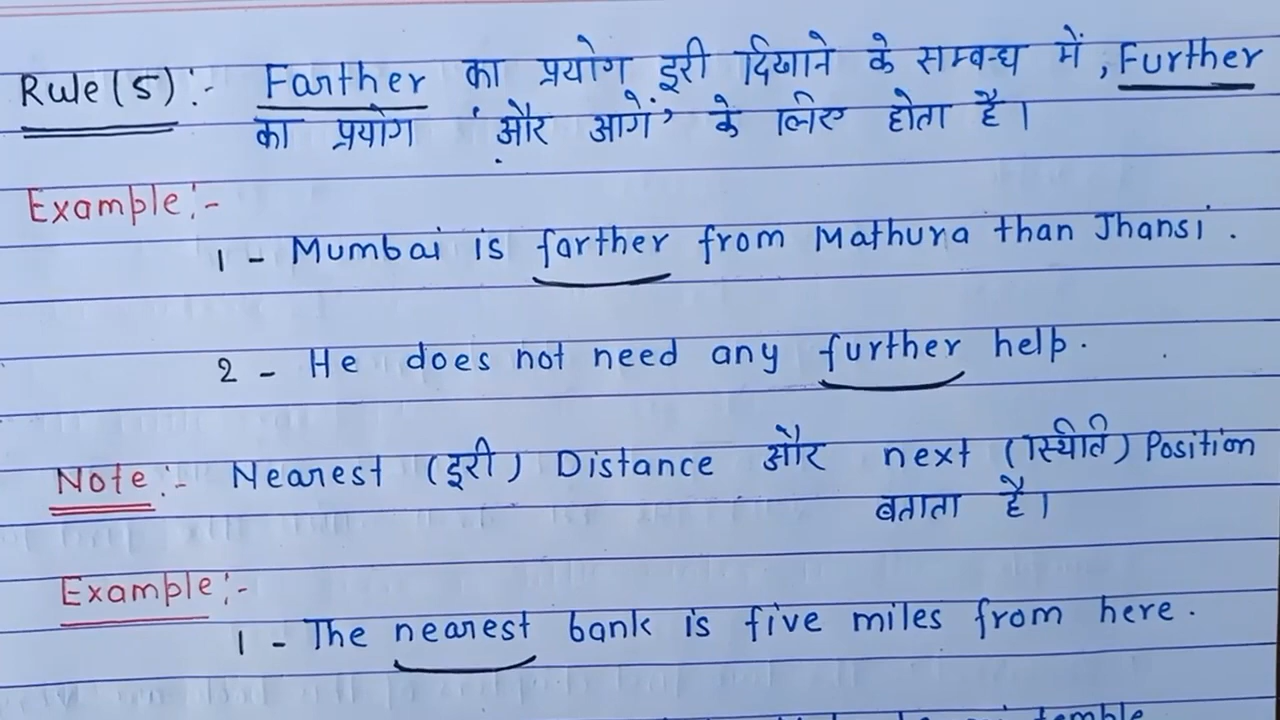 Rule(5):- Farther का प्रयोग दूरी दिखाने के सम्बन्ध में, Further
का प्रयोग 'और आगे' के लिए होता है।
Example:-
1 - Mumbai is farther from Mathura than Jhansi.
2 - He does not need any further help.
Note:- Nearest (दूरी) Distance और next (स्थिति) Position
बताता है।
Example:-
1 - The nearest bank is five miles from here.
temple